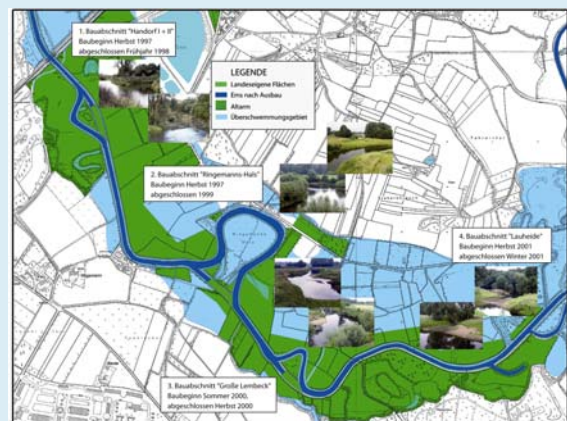 1. Bauabschnitt "Handorf I + II"
Baubeginn Herbst 1997
abgeschlossen Frühjahr 1998
LEGENDE
Landeseigene Flächen
Ems nach Ausbau
Altarm
Überschwemmungsgebiet
2. Bauabschnitt "Ringemanns-Hals"
Baubeginn Herbst 1997
abgeschlossen 1999
4. Bauabschnitt "Lauheide"
Baubeginn Herbst 2001
abgeschlossen Winter 2001
3. Bauabschnitt "Große Lembeck"
Baubeginn Sommer 2000,
abgeschlossen Herbst 2000